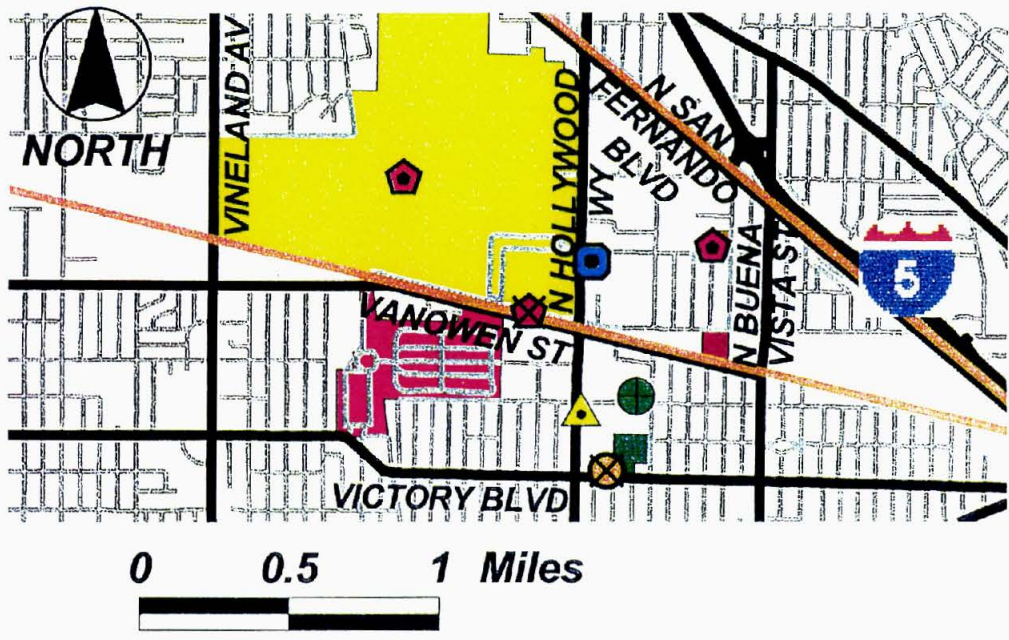 NORTH
VINELAND AV
N HOLLYWOOD
WY
N SAN
FERNANDO
BLVD
N BUENA
VISTA ST
5
VANOWEN ST
VICTORY BLVD
0 0.5 1 Miles